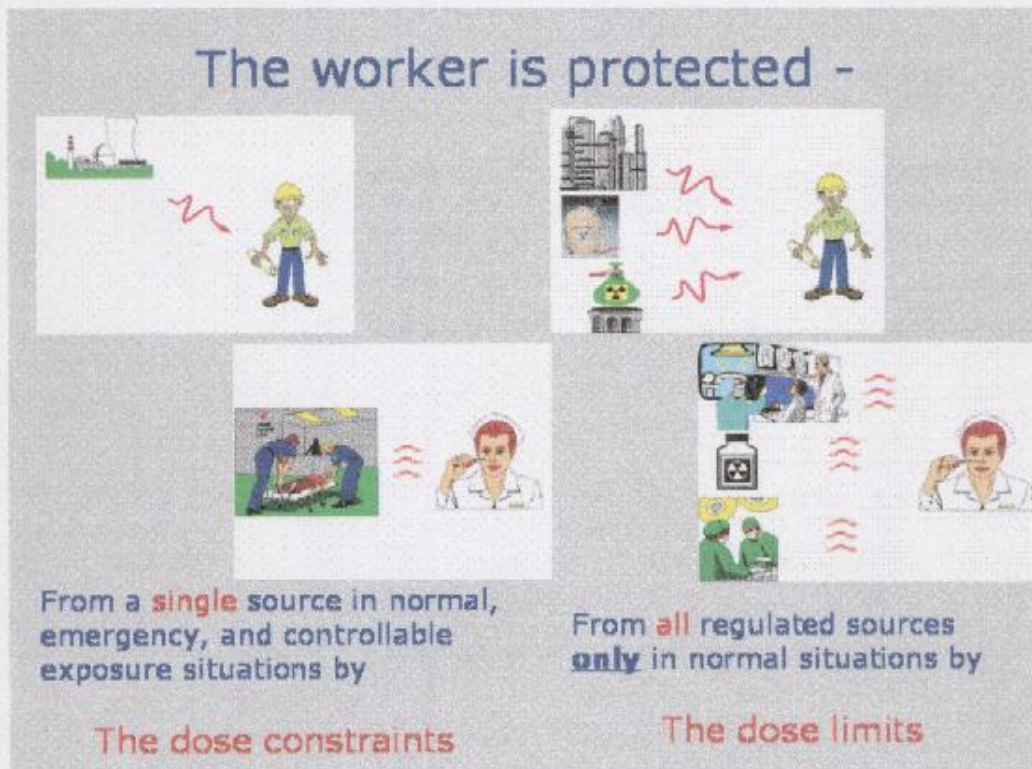 The worker is protected -
From a single source in normal,
emergency, and controllable
exposure situations by
The dose constraints
From all regulated sources
only in normal situations by
The dose limits